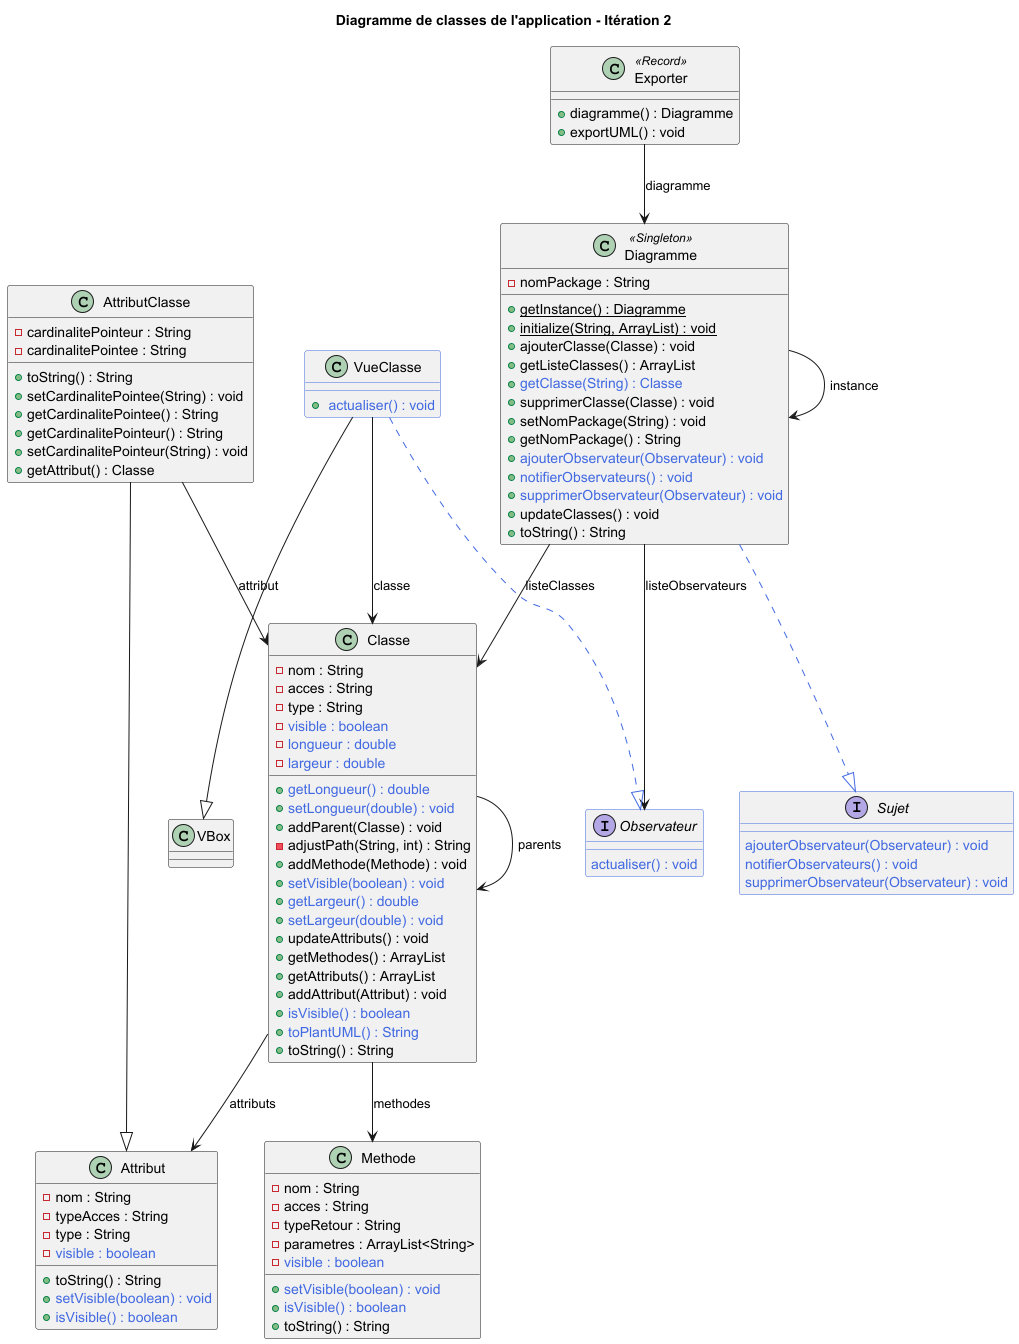 Diagramme de classes de l'application - Itération 2
C
«Record»
Exporter
diagramme() : Diagramme
exportUML() : void
diagramme
C
«Singleton»
Diagramme
nomPackage : String
getInstance() : Diagramme
initialize(String, ArrayList) : void
ajouterClasse(Classe) : void
getListeClasses() : ArrayList
getClasse(String) : Classe
supprimerClasse(Classe) : void
setNomPackage(String) : void
getNomPackage() : String
ajouterObservateur(Observateur) : void
notifierObservateurs() : void
supprimerObservateur(Observateur) : void
updateClasses() : void
toString() : String
instance
C AttributClasse
cardinalitePointeur : String
cardinalitePointee : String
toString() : String
setCardinalitePointee(String) : void
getCardinalitePointee() : String
getCardinalitePointeur() : String
setCardinalitePointeur(String) : void
getAttribut() : Classe
C VueClasse
actualiser() : void
attribut
classe
listeClasses
listeObservateurs
C Classe
nom : String
acces : String
type : String
visible : boolean
longueur : double
largeur : double
getLongueur() : double
setLongueur(double) : void
addParent(Classe) : void
adjustPath(String, int) : String
addMethode(Methode) : void
setVisible(boolean) : void
getLargeur() : double
setLargeur(double) : void
updateAttributs() : void
getMethodes() : ArrayList
getAttributs() : ArrayList
addAttribut(Attribut) : void
isVisible() : boolean
toPlantUML() : String
toString() : String
parents
C VBox
I Observateur
actualiser() : void
I Sujet
ajouterObservateur(Observateur) : void
notifierObservateurs() : void
supprimerObservateur(Observateur) : void
attributs
methodes
C Attribut
nom : String
typeAcces : String
type : String
visible : boolean
toString() : String
setVisible(boolean) : void
isVisible() : boolean
C Methode
nom : String
acces : String
typeRetour : String
parametres : ArrayList<String>
visible : boolean
setVisible(boolean) : void
isVisible() : boolean
toString() : String